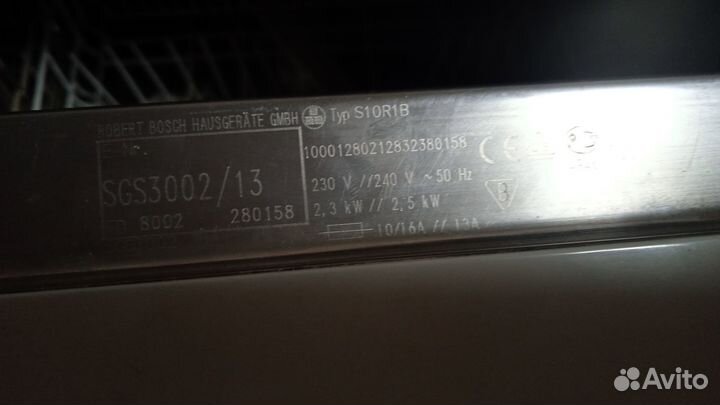 ROBERT BOSCH HAUSGERÄTE GMBH Typ S10R1B
E-Nr. 10001280212832380158 CE
SGS3002/13 230 V//240 V ~50 Hz
FD 8002 280158 2,3 kW// 2,5 kW
10/16A // 13A
Avito